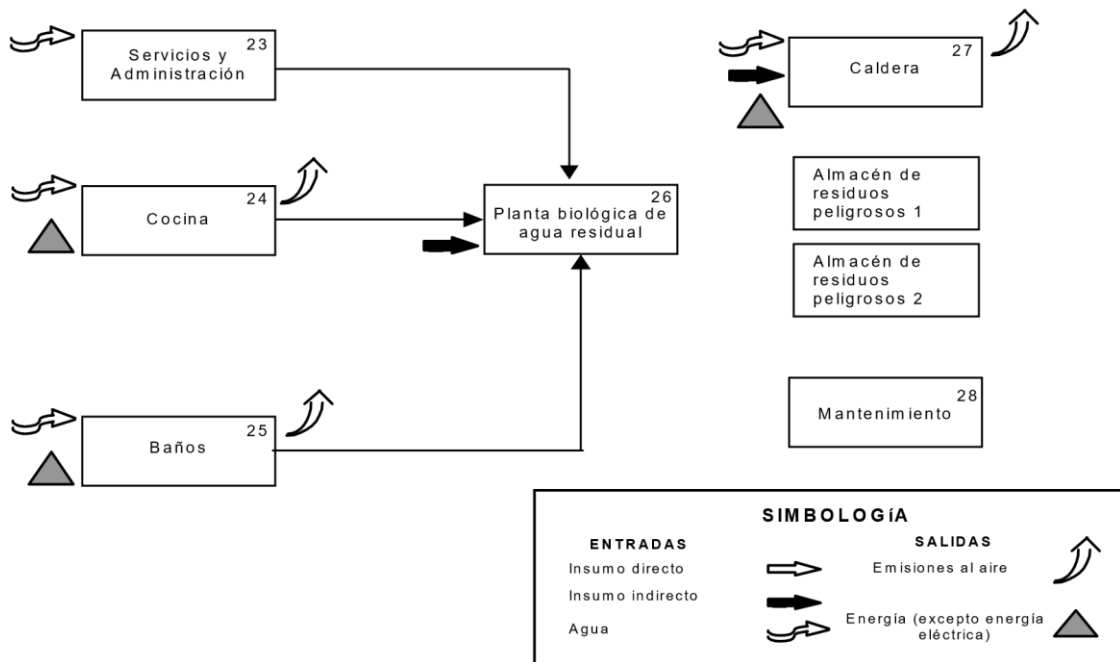 23
Servicios y
Administración
24
Cocina
25
Baños
26
Planta biológica de
agua residual
27
Caldera
Almacén de
residuos
peligrosos 1
Almacén de
residuos
peligrosos 2
28
Mantenimiento
SIMBOLOGíA
ENTRADAS
Insumo directo
Insumo indirecto
Agua
SALIDAS
Emisiones al aire
Energía (excepto energía
eléctrica)